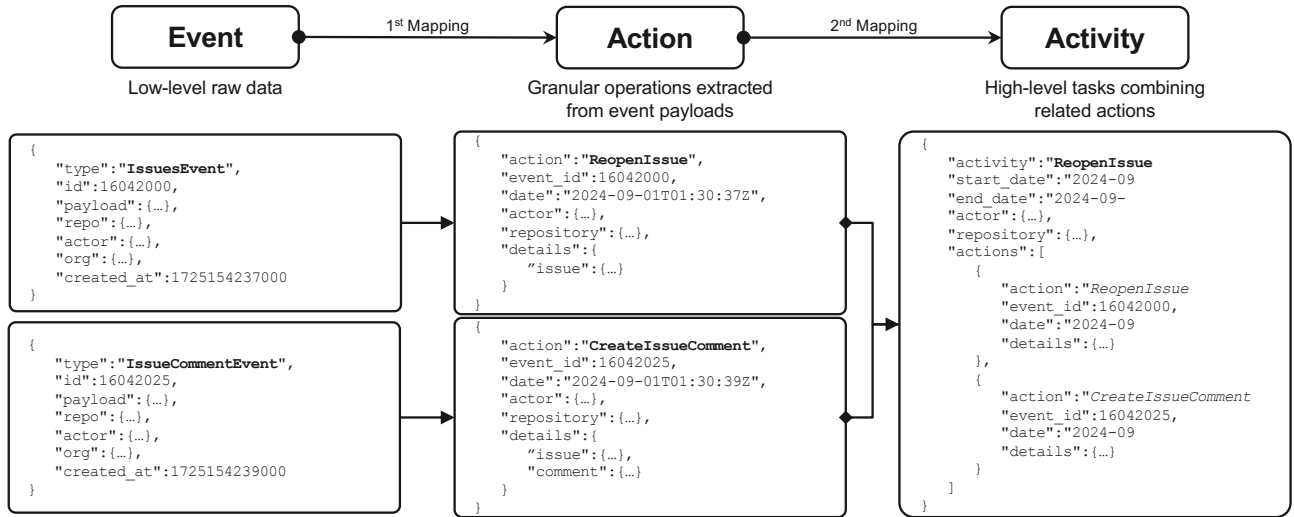 Event
1st Mapping
Action
2nd Mapping
Activity
Low-level raw data
Granular operations extracted
from event payloads
High-level tasks combining
related actions
{
"type":"IssuesEvent",
"id":16042000,
"payload":{…},
"repo":{…},
"actor":{…},
"org":{…},
"created_at":1725154237000
}
{
"type":"IssueCommentEvent",
"id":16042025,
"payload":{…},
"repo":{…},
"actor":{…},
"org":{…},
"created_at":1725154239000
}
{
"action":"ReopenIssue",
"event_id":16042000,
"date":"2024-09-01T01:30:37Z",
"actor":{…},
"repository":{…},
"details":{
”issue":{…}
}
}
{
"action":"CreateIssueComment",
"event_id":16042025,
"date":"2024-09-01T01:30:39Z",
"actor":{…},
"repository":{…},
"details":{
”issue":{…},
"comment":{…}
}
}
{
"activity":"ReopenIssue
"start_date":"2024-09
"end_date":"2024-09-
"actor":{…},
"repository":{…},
"actions":[
{
"action":"ReopenIssue
"event_id":16042000,
"date":"2024-09
"details":{…}
},
{
"action":"CreateIssueComment
"event_id":16042025,
"date":"2024-09
"details":{…}
}
]
}